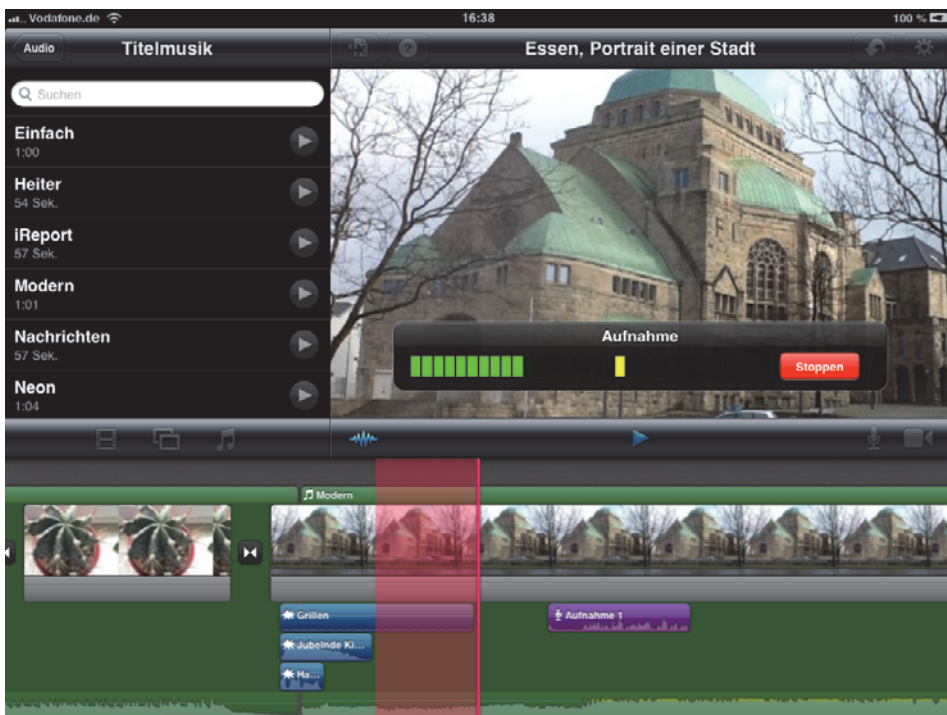 Vodafone.de 16:38 100 %
Audio Titelmusik
Essen, Portrait einer Stadt
Suchen
Einfach
1:00
Heiter
54 Sek.
iReport
57 Sek.
Modern
1:01
Nachrichten
57 Sek.
Neon
1:04
Aufnahme
Stoppen
Modern
Grillen
Aufnahme 1
Jubelnde Ki...
Ha...